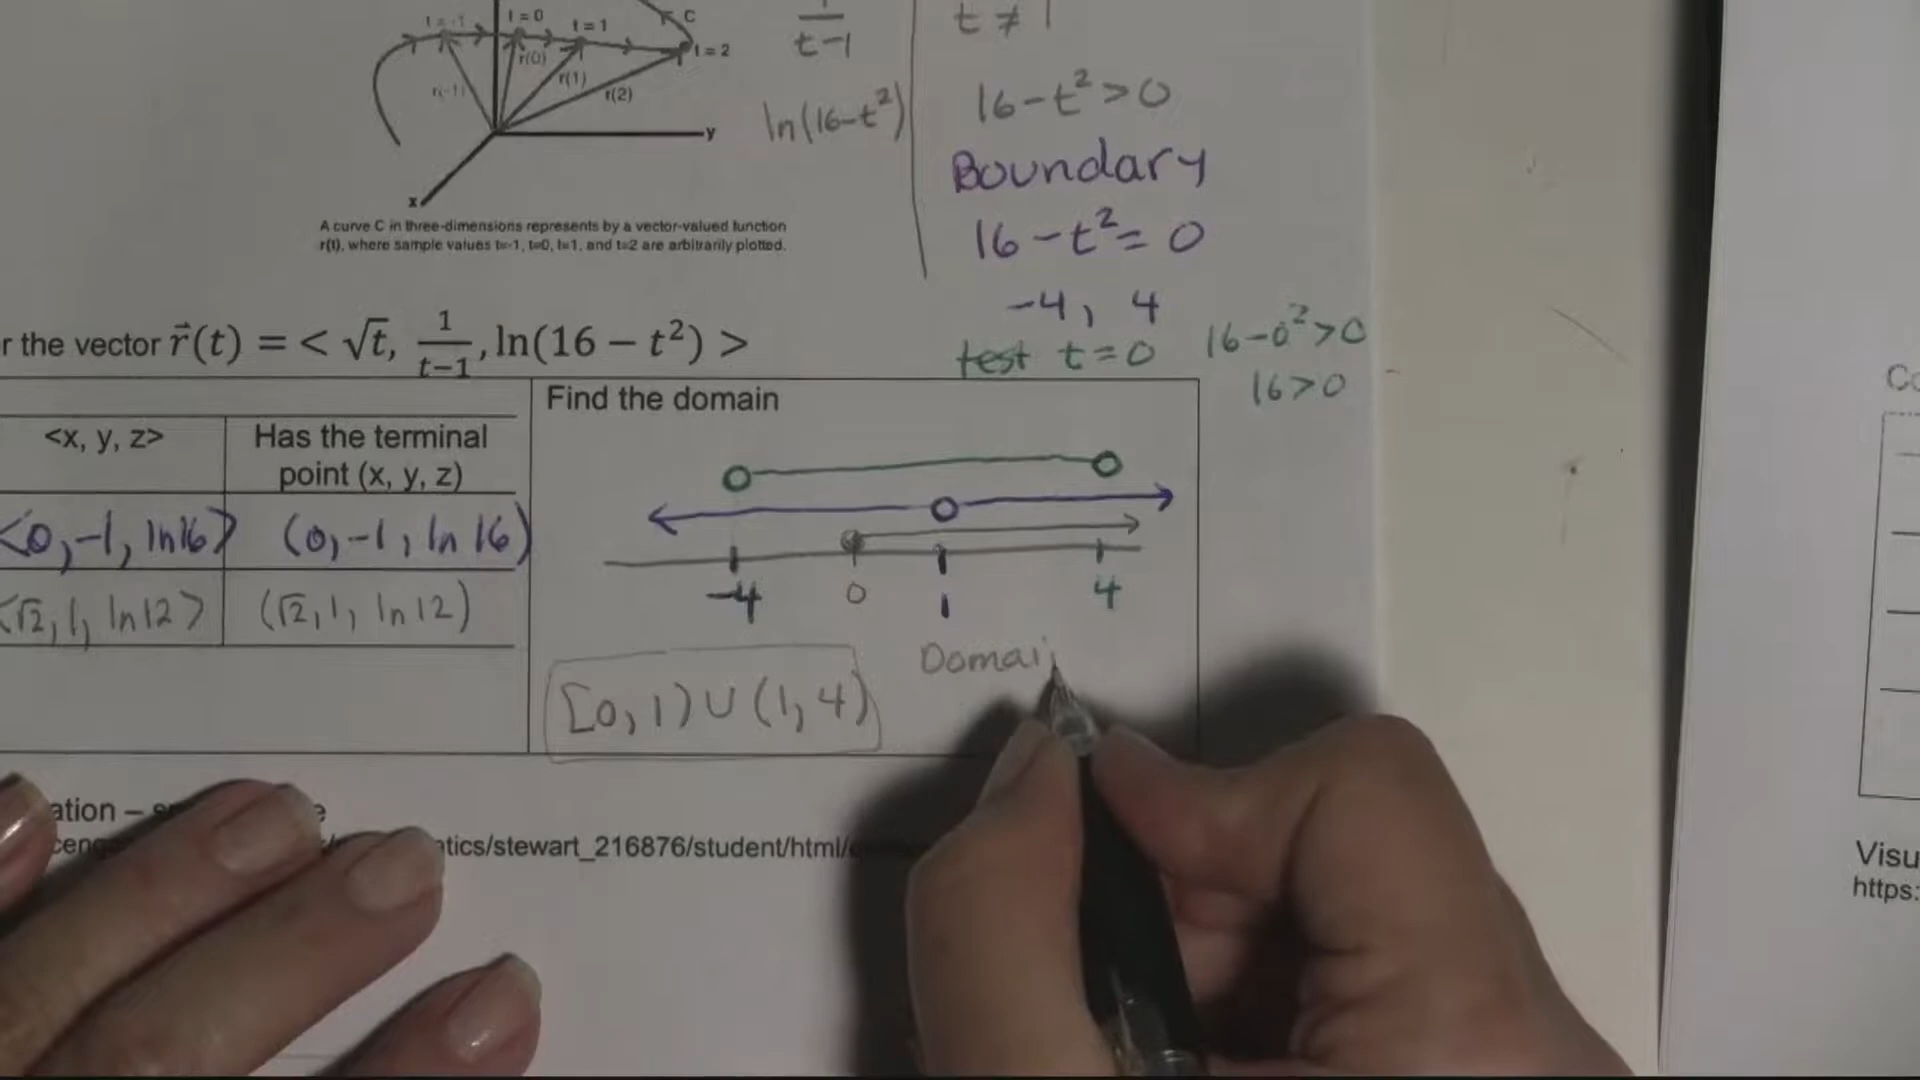 t = -1 t = 0 t = 1 C t = 2
r(-1) r(0) r(1) r(2)
x y
A curve C in three-dimensions represents by a vector-valued function
r(t), where sample values t=-1, t=0, t=1, and t=2 are arbitrarily plotted.
1/(t-1) t ≠ 1
ln(16-t²) 16-t²>0
Boundary
16-t²=0
-4, 4
test t=0 16-0²>0
16>0
r the vector r⃗(t) = < √t, 1/(t−1), ln(16 − t²) >
<x, y, z> Has the terminal
point (x, y, z)
<0,-1, ln16> (0,-1, ln 16)
<√2, 1, ln12> (√2, 1, ln 12)
Find the domain
-4 0 1 4
Domai
[0,1)∪(1,4)
ation –
tics/stewart_216876/student/html/
Visu
https: